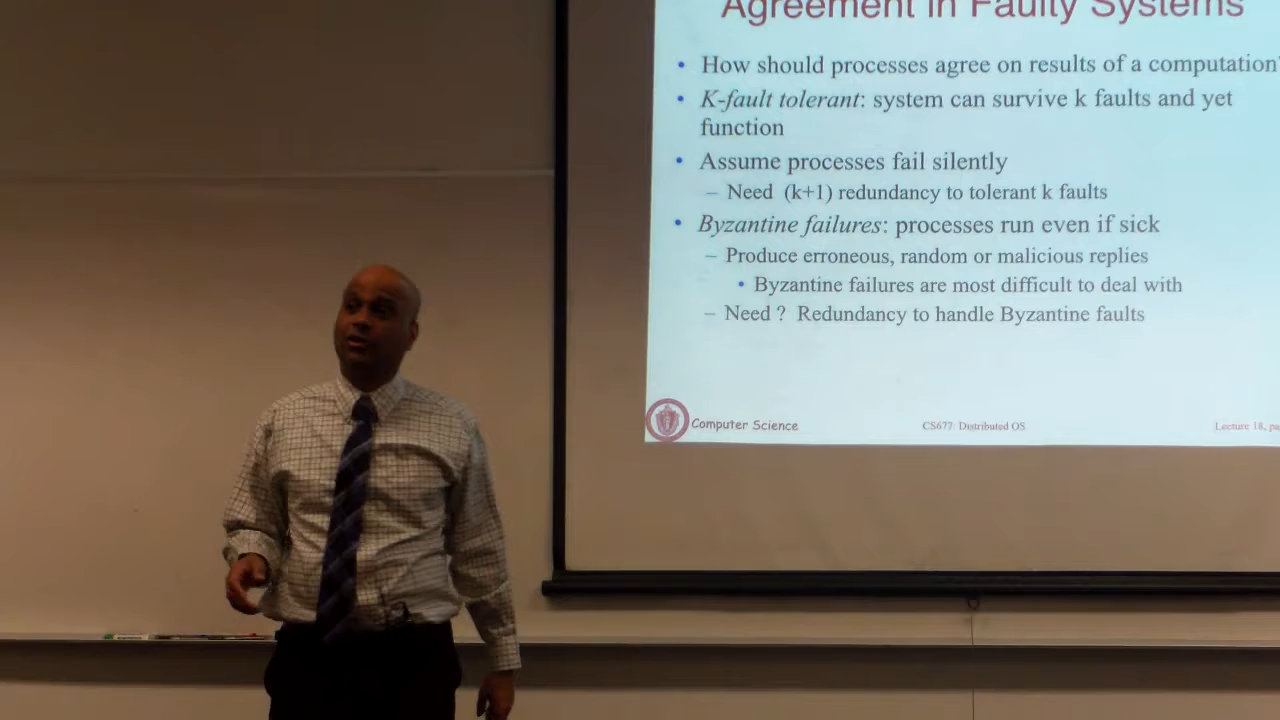 Agreement in Faulty Systems
• How should processes agree on results of a computation?
• K-fault tolerant: system can survive k faults and yet
function
• Assume processes fail silently
– Need (k+1) redundancy to tolerant k faults
• Byzantine failures: processes run even if sick
– Produce erroneous, random or malicious replies
• Byzantine failures are most difficult to deal with
– Need ? Redundancy to handle Byzantine faults
Computer Science
CS677: Distributed OS
Lecture 18, pa